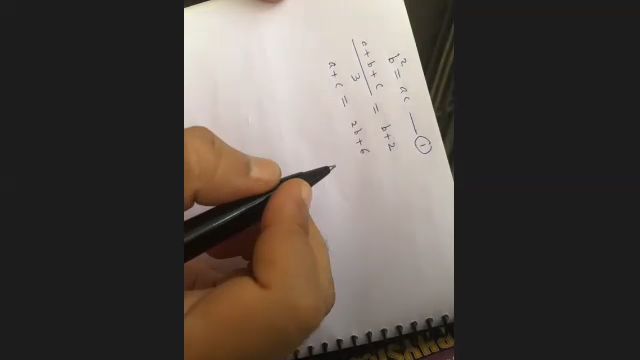 b² = ac — ①
a+b+c / 3 = b+2
a+c = 2b+6